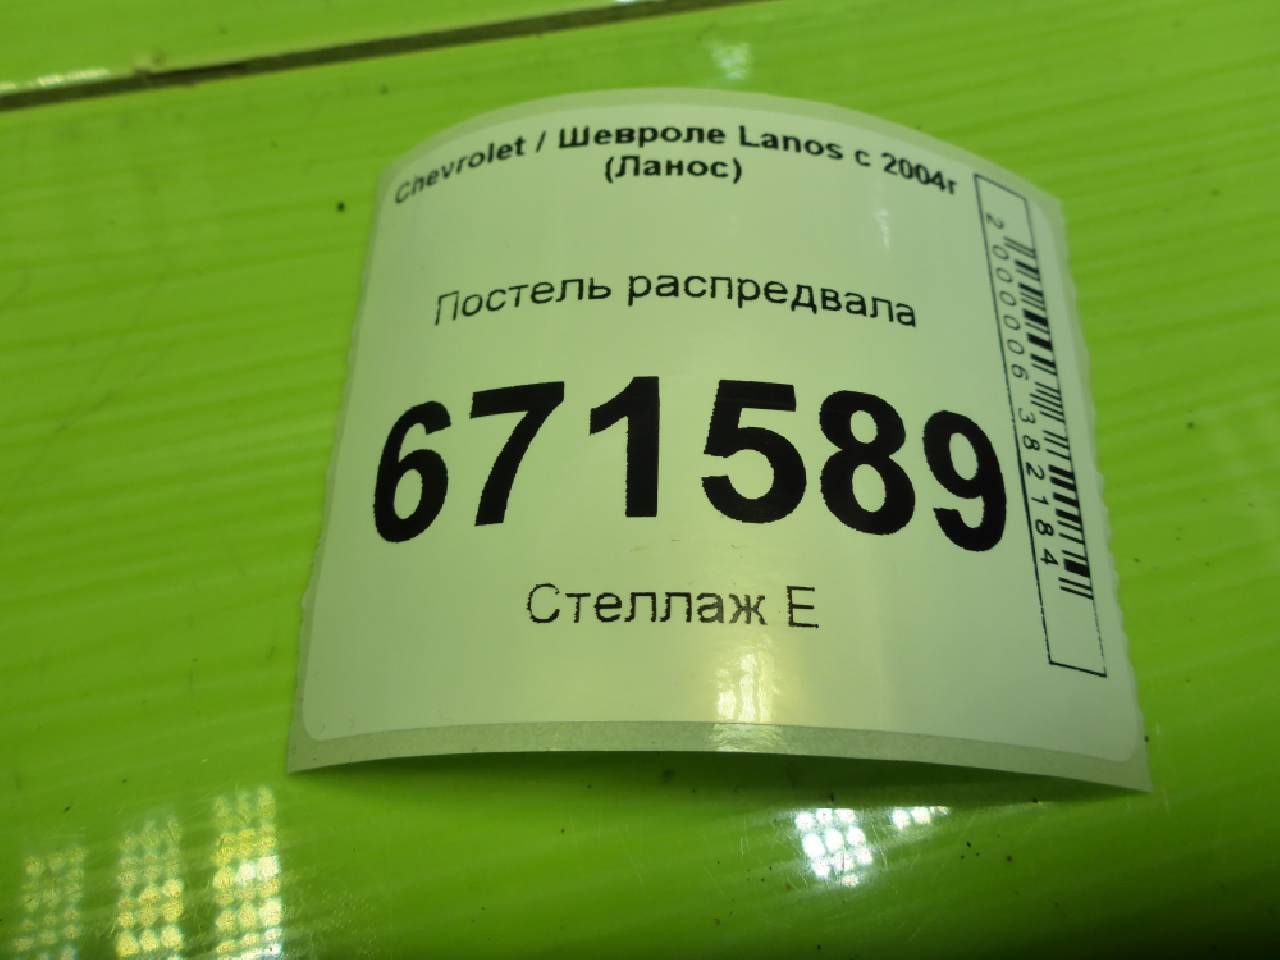 Chevrolet / Шевроле Lanos с 2004г
(Ланос)
Постель распредвала
671589
Стеллаж Е
2000006382184